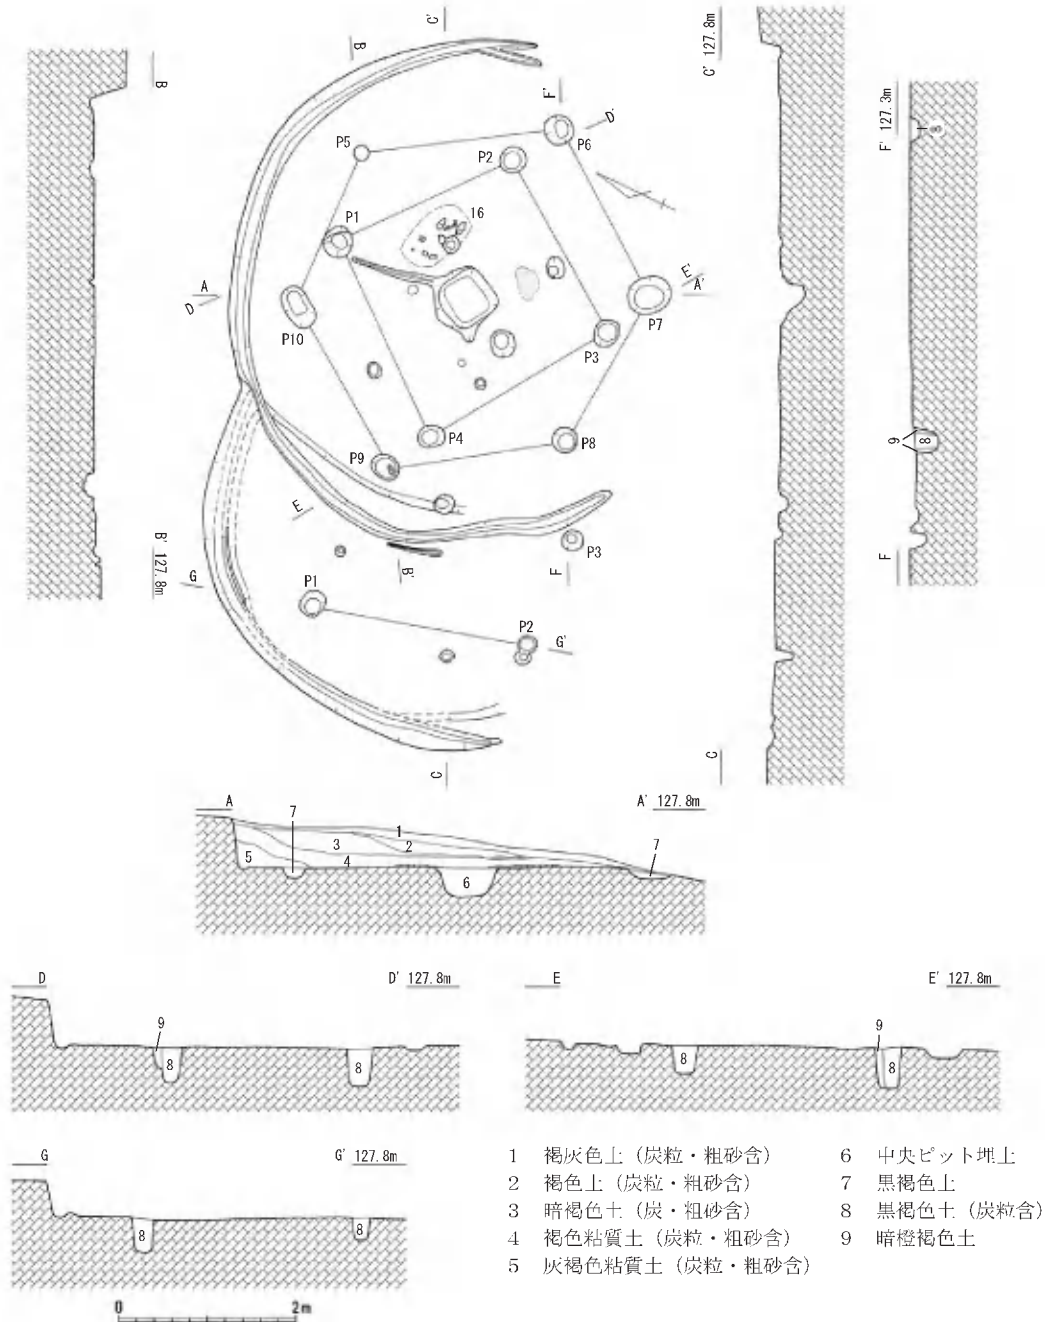 C'
B
C' 127.8m
B
F' 127.3m
8
F'
D'
P5
P6
P2
16
P1
A
D
E'
A'
P10
P7
P3
P4
P9
P8
9
8
E
P3
B' 127.8m
G
B'
F
F
P1
P2
G'
C
C
A
7
A' 127.8m
1
2
3
7
5
4
6
D
D' 127.8m
E
E' 127.8m
9
9
8
8
8
8
G
G' 127.8m
8
8
1 褐灰色土（炭粒・粗砂含）
2 褐色土（炭粒・粗砂含）
3 暗褐色土（炭・粗砂含）
4 褐色粘質土（炭粒・粗砂含）
5 灰褐色粘質土（炭粒・粗砂含）
6 中央ピット埋土
7 黒褐色土
8 黒褐色土（炭粒含）
9 暗橙褐色土
0 2m